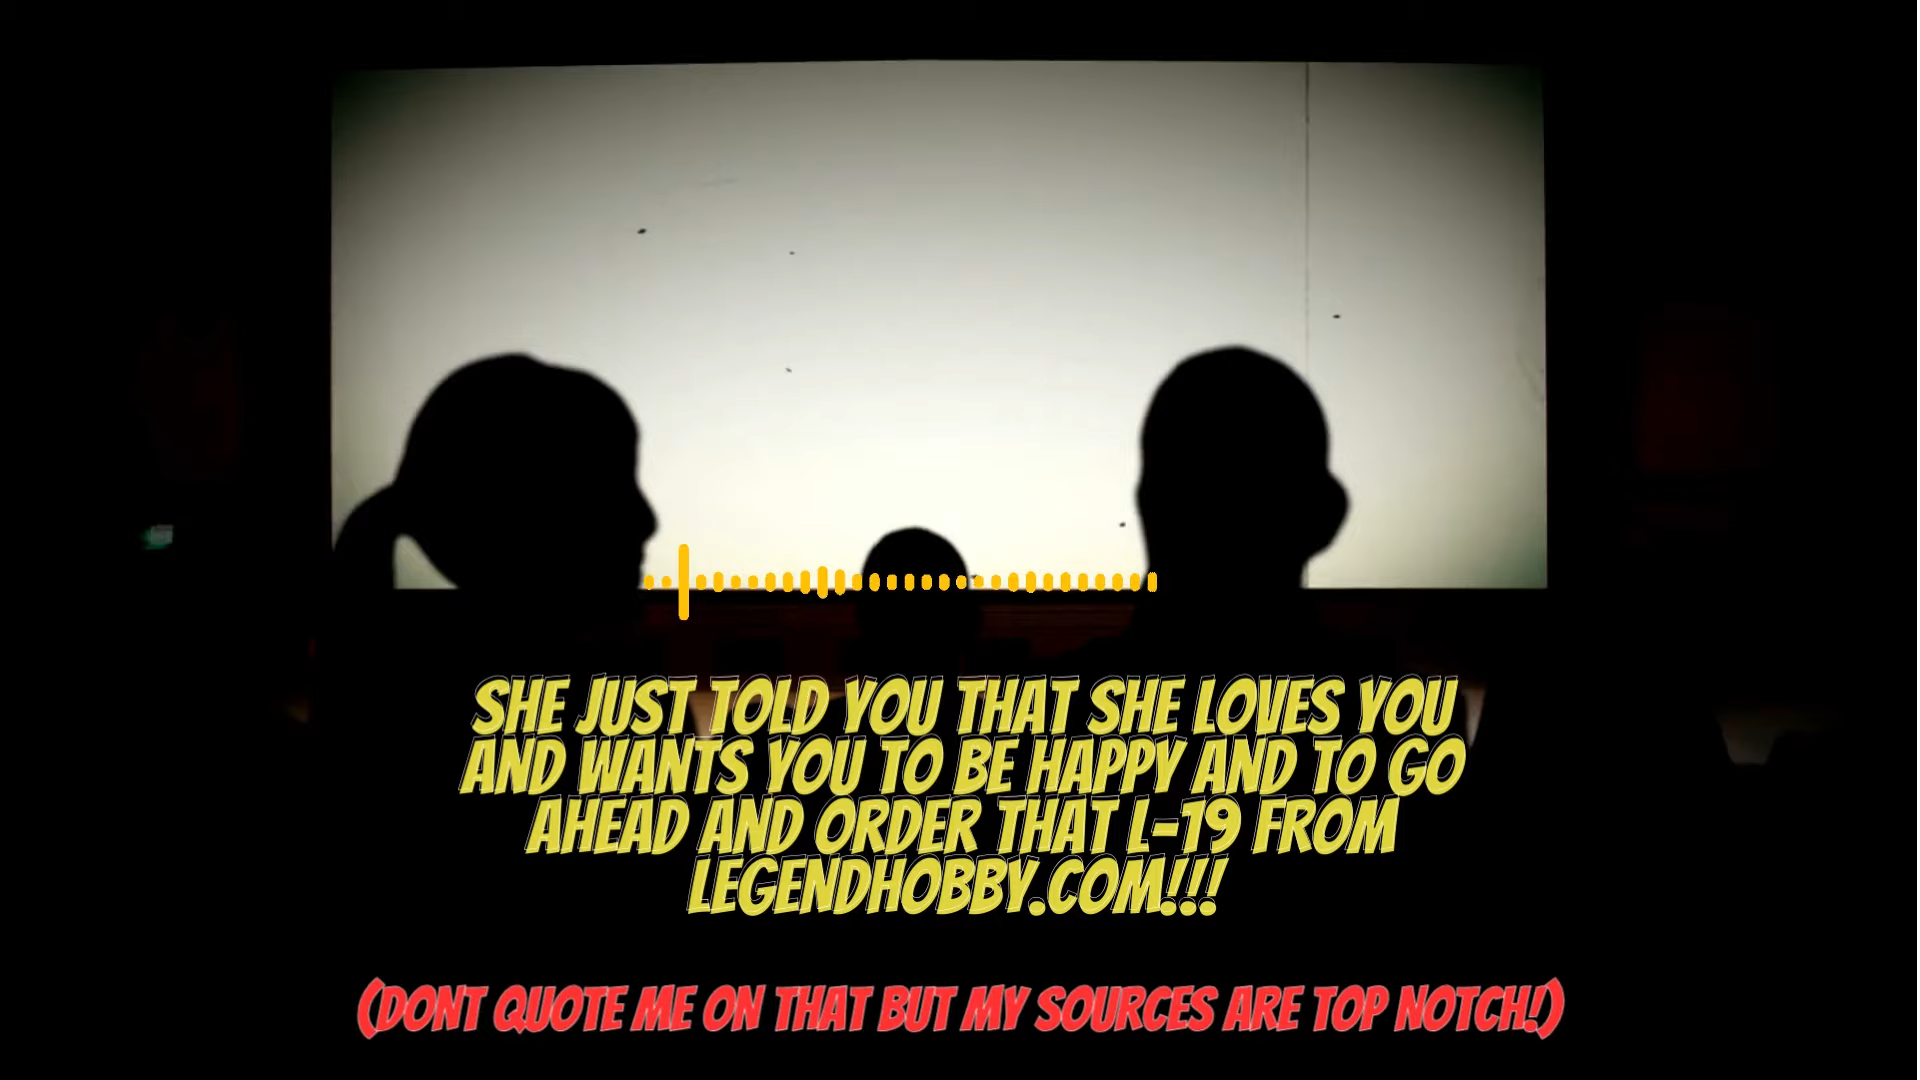 SHE JUST TOLD YOU THAT SHE LOVES YOU
AND WANTS YOU TO BE HAPPY AND TO GO
AHEAD AND ORDER THAT L-19 FROM
LEGENDHOBBY.COM!!!
(DONT QUOTE ME ON THAT BUT MY SOURCES ARE TOP NOTCH!)